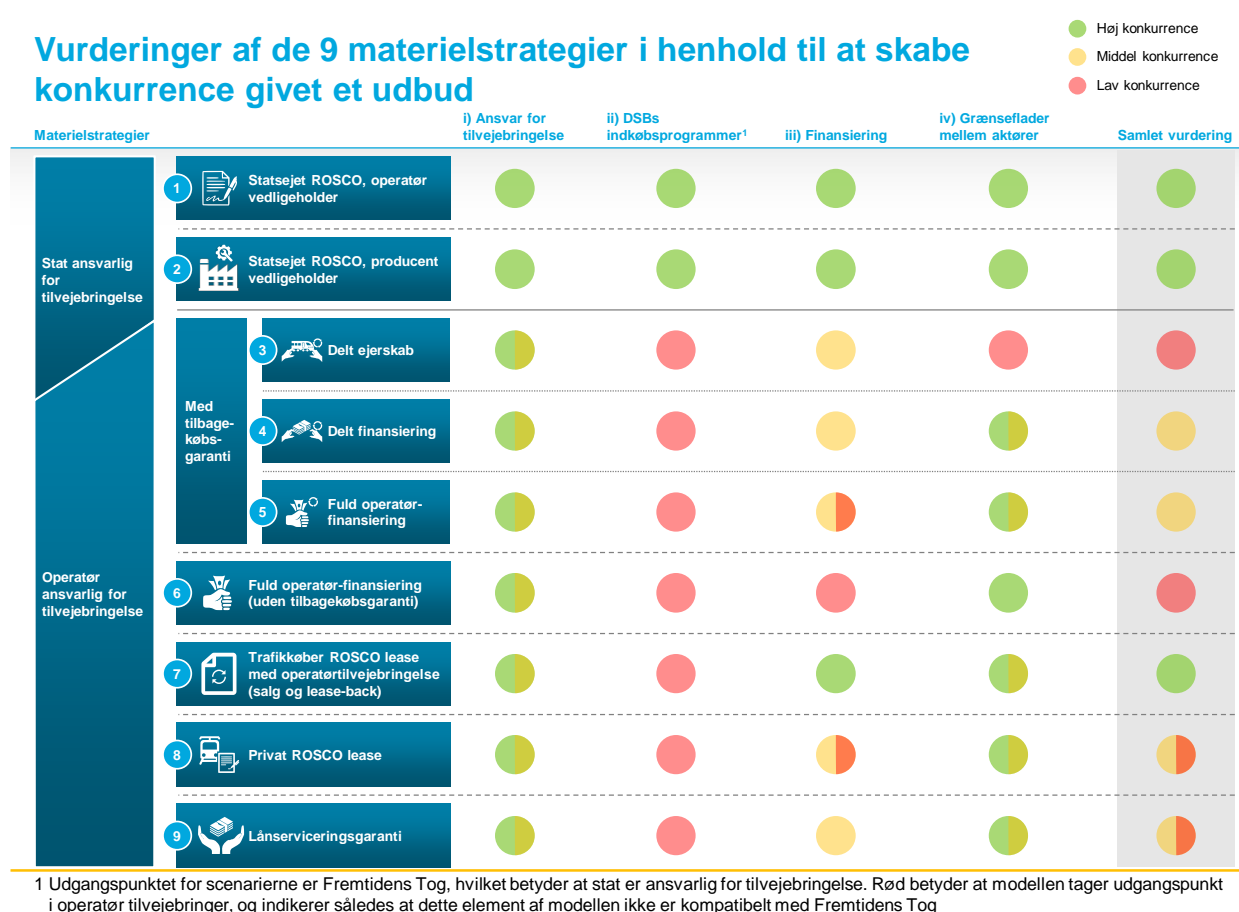 Vurderinger af de 9 materielstrategier i henhold til at skabe
konkurrence givet et udbud
Høj konkurrence
Middel konkurrence
Lav konkurrence
Materielstrategier
i) Ansvar for
tilvejebringelse
ii) DSBs
indkøbsprogrammer¹
iii) Finansiering
iv) Grænseflader
mellem aktører
Samlet vurdering
Stat ansvarlig
for
tilvejebringelse
1
Statsejet ROSCO, operatør
vedligeholder
2
Statsejet ROSCO, producent
vedligeholder
Med
tilbage-
købs-
garanti
3
Delt ejerskab
4
Delt finansiering
5
Fuld operatør-
finansiering
Operatør
ansvarlig for
tilvejebringelse
6
Fuld operatør-finansiering
(uden tilbagekøbsgaranti)
7
Trafikkøber ROSCO lease
med operatørtilvejebringelse
(salg og lease-back)
8
Privat ROSCO lease
9
Lånserviceringsgaranti
1 Udgangspunktet for scenarierne er Fremtidens Tog, hvilket betyder at stat er ansvarlig for tilvejebringelse. Rød betyder at modellen tager udgangspunkt
i operatør tilvejebringer, og indikerer således at dette element af modellen ikke er kompatibelt med Fremtidens Tog